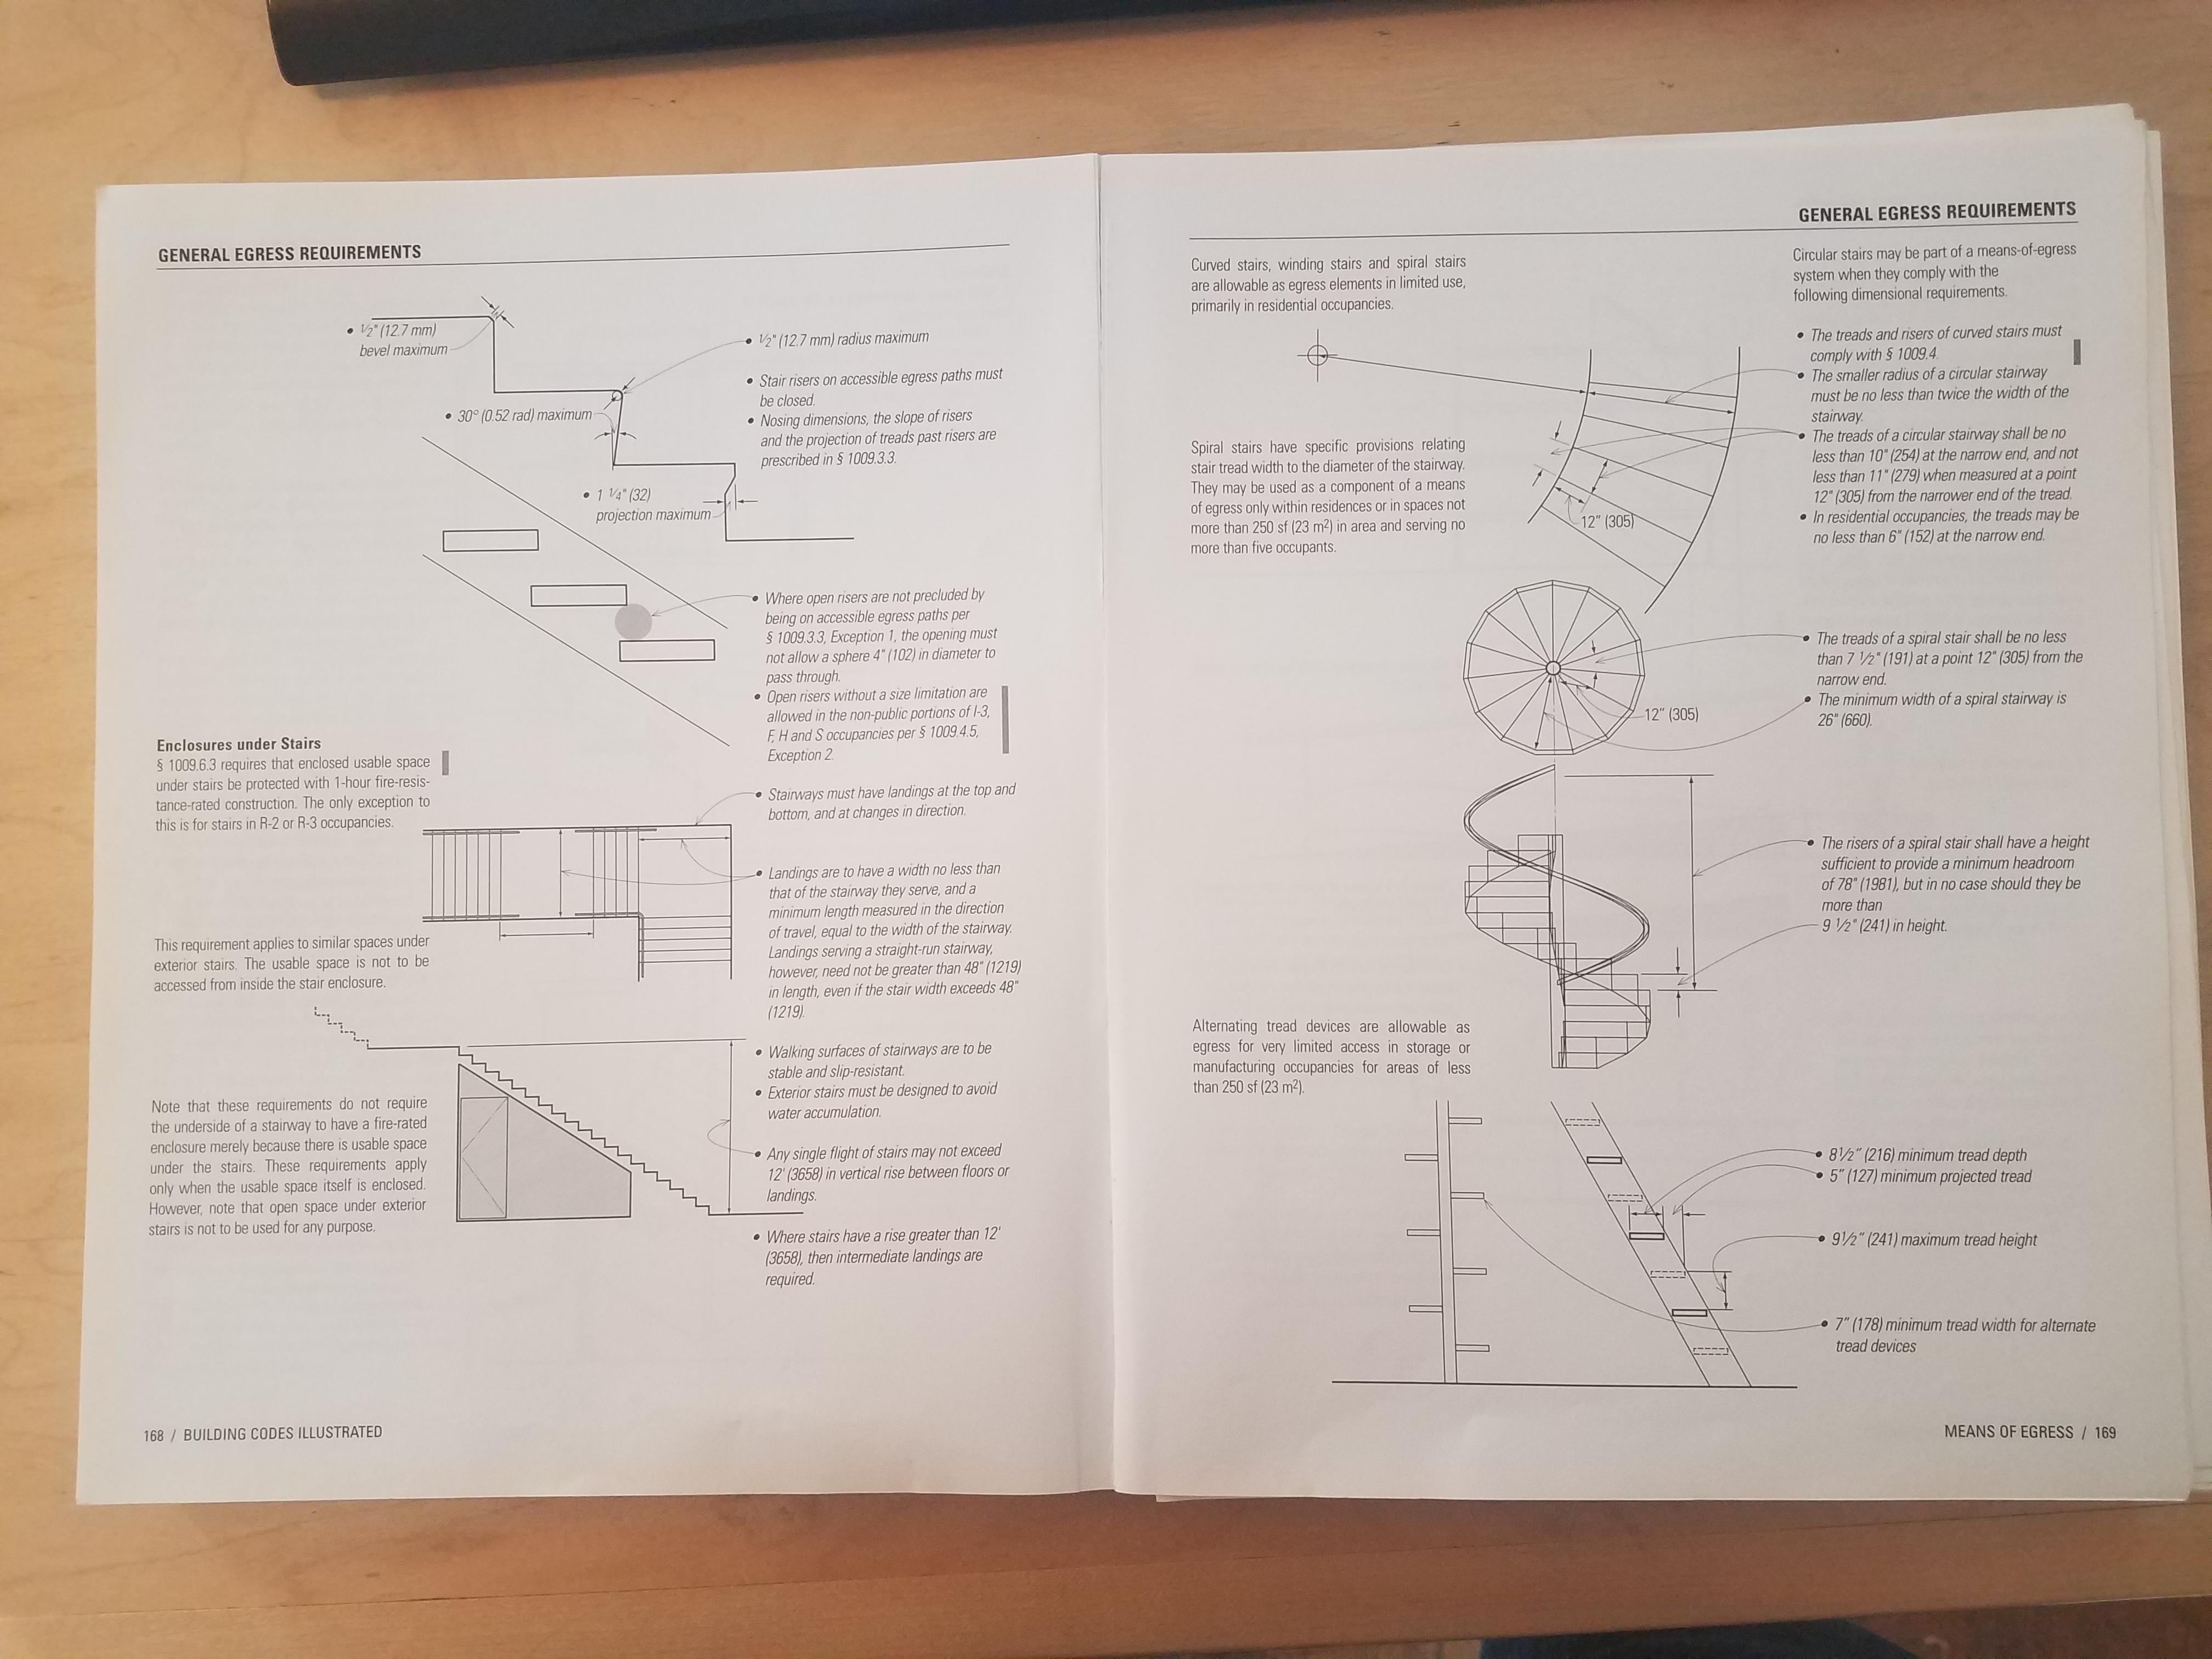 GENERAL EGRESS REQUIREMENTS
• ½" (12.7 mm)
bevel maximum
• ½" (12.7 mm) radius maximum
• Stair risers on accessible egress paths must
be closed.
• 30° (0.52 rad) maximum
• Nosing dimensions, the slope of risers
and the projection of treads past risers are
prescribed in § 1009.3.3.
• 1 ¼" (32)
projection maximum
• Where open risers are not precluded by
being on accessible egress paths per
§ 1009.3.3, Exception 1, the opening must
not allow a sphere 4" (102) in diameter to
pass through.
• Open risers without a size limitation are
allowed in the non-public portions of I-3,
F, H and S occupancies per § 1009.4.5,
Exception 2.
Enclosures under Stairs
§ 1009.6.3 requires that enclosed usable space
under stairs be protected with 1-hour fire-resis-
tance-rated construction. The only exception to
this is for stairs in R-2 or R-3 occupancies.
• Stairways must have landings at the top and
bottom, and at changes in direction.
• Landings are to have a width no less than
that of the stairway they serve, and a
minimum length measured in the direction
of travel, equal to the width of the stairway.
Landings serving a straight-run stairway,
however, need not be greater than 48" (1219)
in length, even if the stair width exceeds 48"
(1219).
This requirement applies to similar spaces under
exterior stairs. The usable space is not to be
accessed from inside the stair enclosure.
• Walking surfaces of stairways are to be
stable and slip-resistant.
• Exterior stairs must be designed to avoid
water accumulation.
Note that these requirements do not require
the underside of a stairway to have a fire-rated
enclosure merely because there is usable space
under the stairs. These requirements apply
only when the usable space itself is enclosed.
However, note that open space under exterior
stairs is not to be used for any purpose.
• Any single flight of stairs may not exceed
12' (3658) in vertical rise between floors or
landings.
• Where stairs have a rise greater than 12'
(3658), then intermediate landings are
required.
168 / BUILDING CODES ILLUSTRATED
GENERAL EGRESS REQUIREMENTS
Curved stairs, winding stairs and spiral stairs
are allowable as egress elements in limited use,
primarily in residential occupancies.
Circular stairs may be part of a means-of-egress
system when they comply with the
following dimensional requirements.
• The treads and risers of curved stairs must
comply with § 1009.4.
• The smaller radius of a circular stairway
must be no less than twice the width of the
stairway.
• The treads of a circular stairway shall be no
less than 10" (254) at the narrow end, and not
less than 11" (279) when measured at a point
12" (305) from the narrower end of the tread.
• In residential occupancies, the treads may be
no less than 6" (152) at the narrow end.
Spiral stairs have specific provisions relating
stair tread width to the diameter of the stairway.
They may be used as a component of a means
of egress only within residences or in spaces not
more than 250 sf (23 m²) in area and serving no
more than five occupants.
12" (305)
• The treads of a spiral stair shall be no less
than 7 ½" (191) at a point 12" (305) from the
narrow end.
• The minimum width of a spiral stairway is
26" (660).
12" (305)
• The risers of a spiral stair shall have a height
sufficient to provide a minimum headroom
of 78" (1981), but in no case should they be
more than
9 ½" (241) in height.
Alternating tread devices are allowable as
egress for very limited access in storage or
manufacturing occupancies for areas of less
than 250 sf (23 m²).
• 8½" (216) minimum tread depth
• 5" (127) minimum projected tread
• 9½" (241) maximum tread height
• 7" (178) minimum tread width for alternate
tread devices
MEANS OF EGRESS / 169